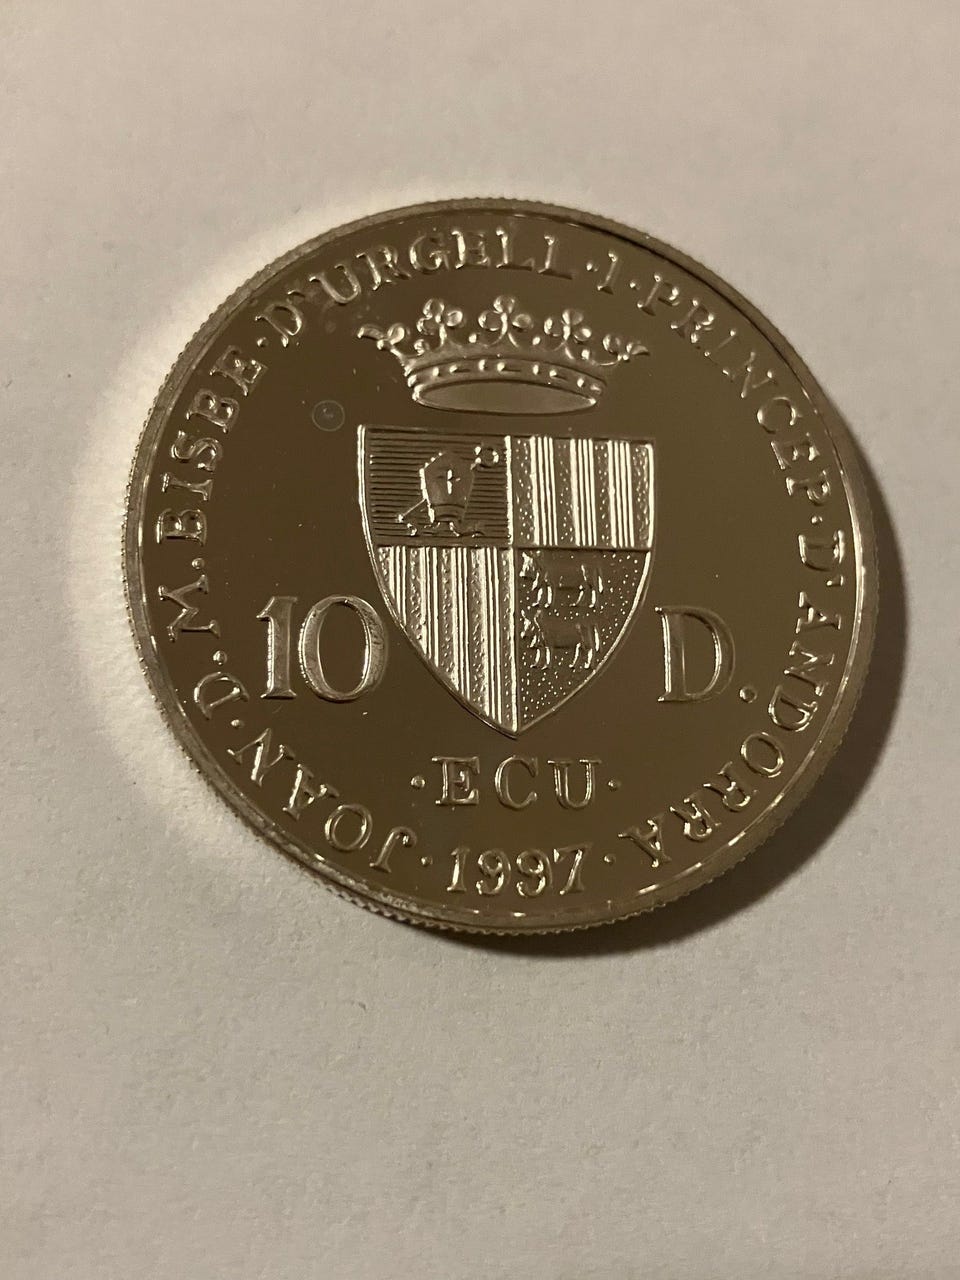 JOAN · D. M. BISBE · D'URGELL · I · PRINCEP · D'ANDORRA
10 D.
· ECU ·
· 1997 ·